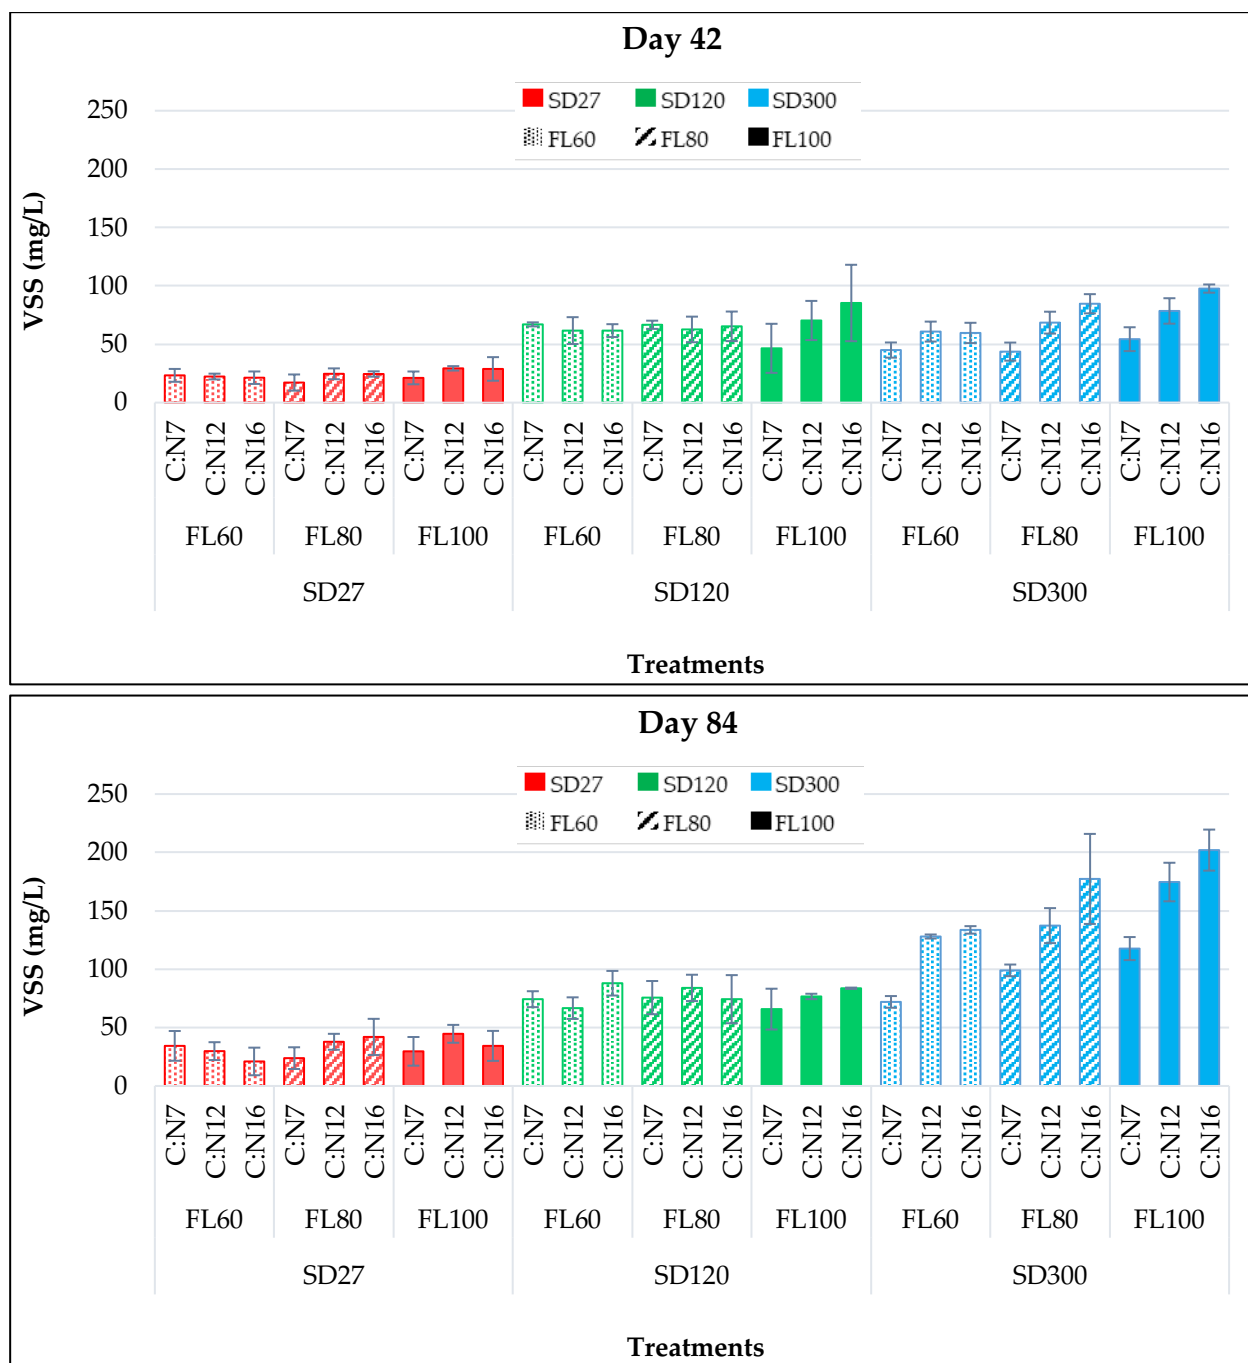 Day 42
SD27 SD120 SD300
FL60 FL80 FL100
250
200
150
100
50
0
VSS (mg/L)
C:N7 C:N12 C:N16 C:N7 C:N12 C:N16 C:N7 C:N12 C:N16 C:N7 C:N12 C:N16 C:N7 C:N12 C:N16 C:N7 C:N12 C:N16 C:N7 C:N12 C:N16 C:N7 C:N12 C:N16 C:N7 C:N12 C:N16
FL60 FL80 FL100 FL60 FL80 FL100 FL60 FL80 FL100
SD27 SD120 SD300
Treatments
Day 84
SD27 SD120 SD300
FL60 FL80 FL100
250
200
150
100
50
0
VSS (mg/L)
C:N7 C:N12 C:N16 C:N7 C:N12 C:N16 C:N7 C:N12 C:N16 C:N7 C:N12 C:N16 C:N7 C:N12 C:N16 C:N7 C:N12 C:N16 C:N7 C:N12 C:N16 C:N7 C:N12 C:N16 C:N7 C:N12 C:N16
FL60 FL80 FL100 FL60 FL80 FL100 FL60 FL80 FL100
SD27 SD120 SD300
Treatments